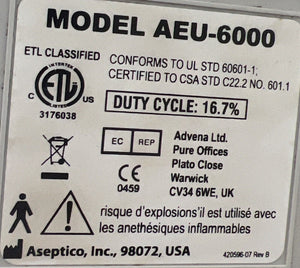 MODEL AEU-6000
ETL CLASSIFIED
CONFORMS TO UL STD 60601-1;
CERTIFIED TO CSA STD C22.2 NO. 601.1
INTERTEK
ETL
C US
3176038
DUTY CYCLE: 16.7%
EC REP
Advena Ltd.
Pure Offices
Plato Close
Warwick
CV34 6WE, UK
CE
0459
risque d'explosions'il est utilisé avec
les anethésiques inflammables
Aseptico, Inc., 98072, USA
420596-07 Rev B